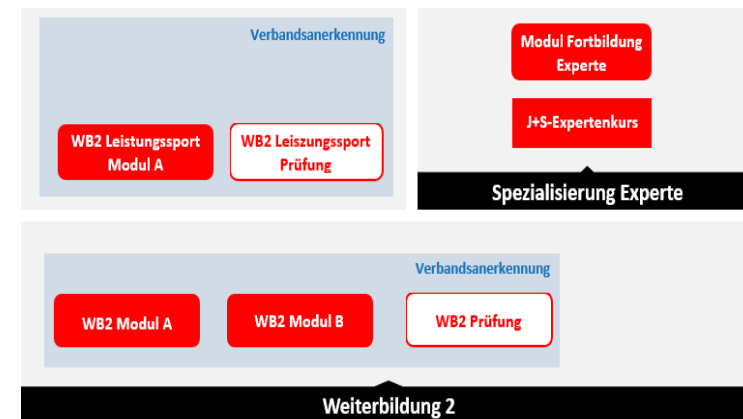 Verbandsanerkennung
WB2 Leistungssport
Modul A
WB2 Leiszungssport
Prüfung
Modul Fortbildung
Experte
J+S-Expertenkurs
Spezialisierung Experte
Verbandsanerkennung
WB2 Modul A
WB2 Modul B
WB2 Prüfung
Weiterbildung 2